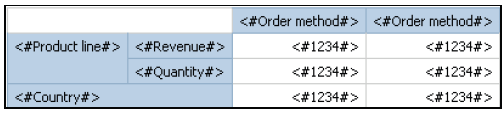 <#Order method#> <#Order method#>
<#Product line#> <#Revenue#> <#1234#> <#1234#>
<#Quantity#> <#1234#> <#1234#>
<#Country#> <#1234#> <#1234#>